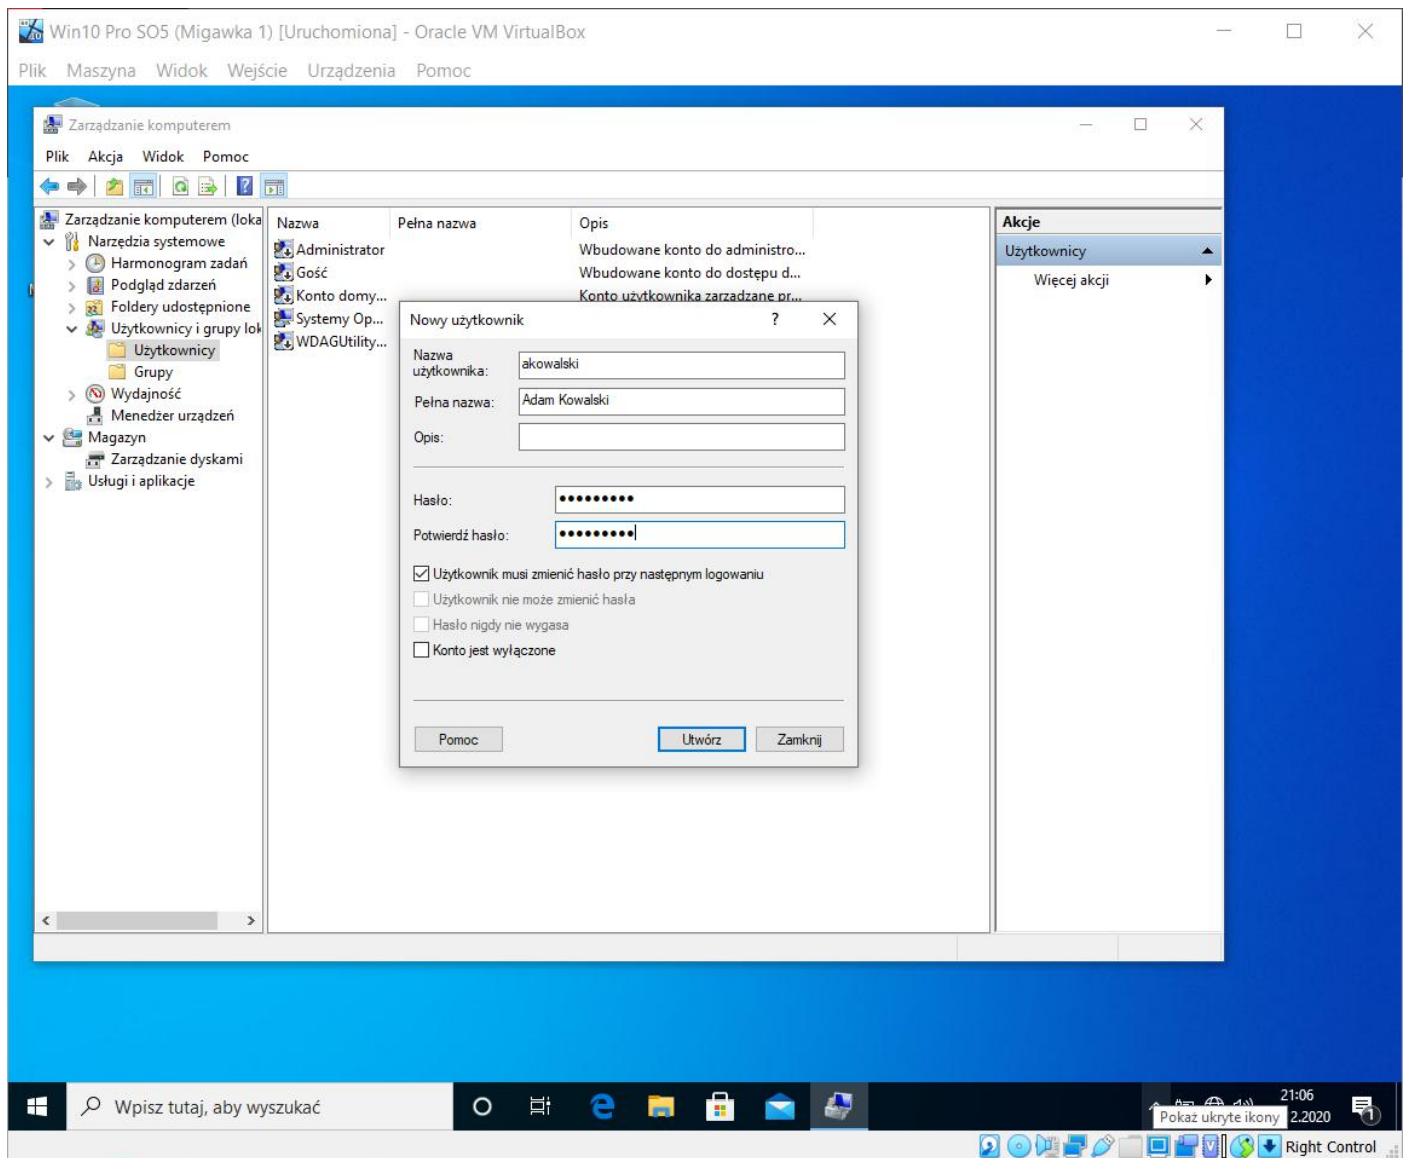 Win10 Pro SO5 (Migawka 1) [Uruchomiona] - Oracle VM VirtualBox
Plik Maszyna Widok Wejście Urządzenia Pomoc
Zarządzanie komputerem
Plik Akcja Widok Pomoc
Zarządzanie komputerem (loka
Narzędzia systemowe
Harmonogram zadań
Podgląd zdarzeń
Foldery udostępnione
Użytkownicy i grupy lok
Użytkownicy
Grupy
Wydajność
Menedżer urządzeń
Magazyn
Zarządzanie dyskami
Usługi i aplikacje
Nazwa Pełna nazwa Opis
Administrator Wbudowane konto do administro...
Gość Wbudowane konto do dostępu d...
Konto domy... Konto użytkownika zarządzane pr...
Systemy Op...
WDAGUtility...
Akcje
Użytkownicy
Więcej akcji
Nowy użytkownik ?
Nazwa
użytkownika: akowalski
Pełna nazwa: Adam Kowalski
Opis:
Hasło: •••••••••
Potwierdź hasło: •••••••••
Użytkownik musi zmienić hasło przy następnym logowaniu
Użytkownik nie może zmienić hasła
Hasło nigdy nie wygasa
Konto jest wyłączone
Pomoc Utwórz Zamknij
Wpisz tutaj, aby wyszukać
21:06
2.2020
1
Pokaż ukryte ikony
Right Control